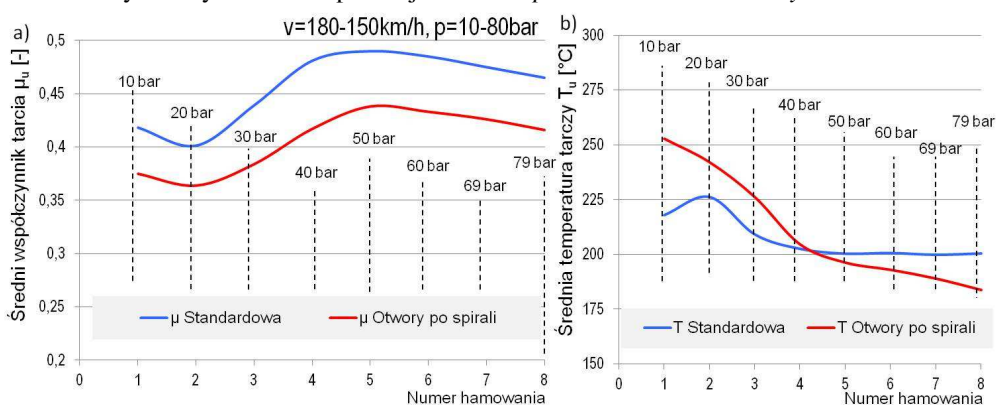 a)
v=180-150km/h, p=10-80bar
Średni współczynnik tarcia µu [-]
0,5
0,45
0,4
0,35
0,3
0,25
0,2
10 bar
20 bar
30 bar
40 bar
50 bar
60 bar
69 bar
79 bar
µ Standardowa
µ Otwory po spirali
0 1 2 3 4 5 6 7 8
Numer hamowania
b)
Średnia temperatura tarczy Tu [°C]
300
275
250
225
200
175
150
10 bar
20 bar
30 bar
40 bar
50 bar
60 bar
69 bar
79 bar
T Standardowa
T Otwory po spirali
0 1 2 3 4 5 6 7 8
Numer hamowania